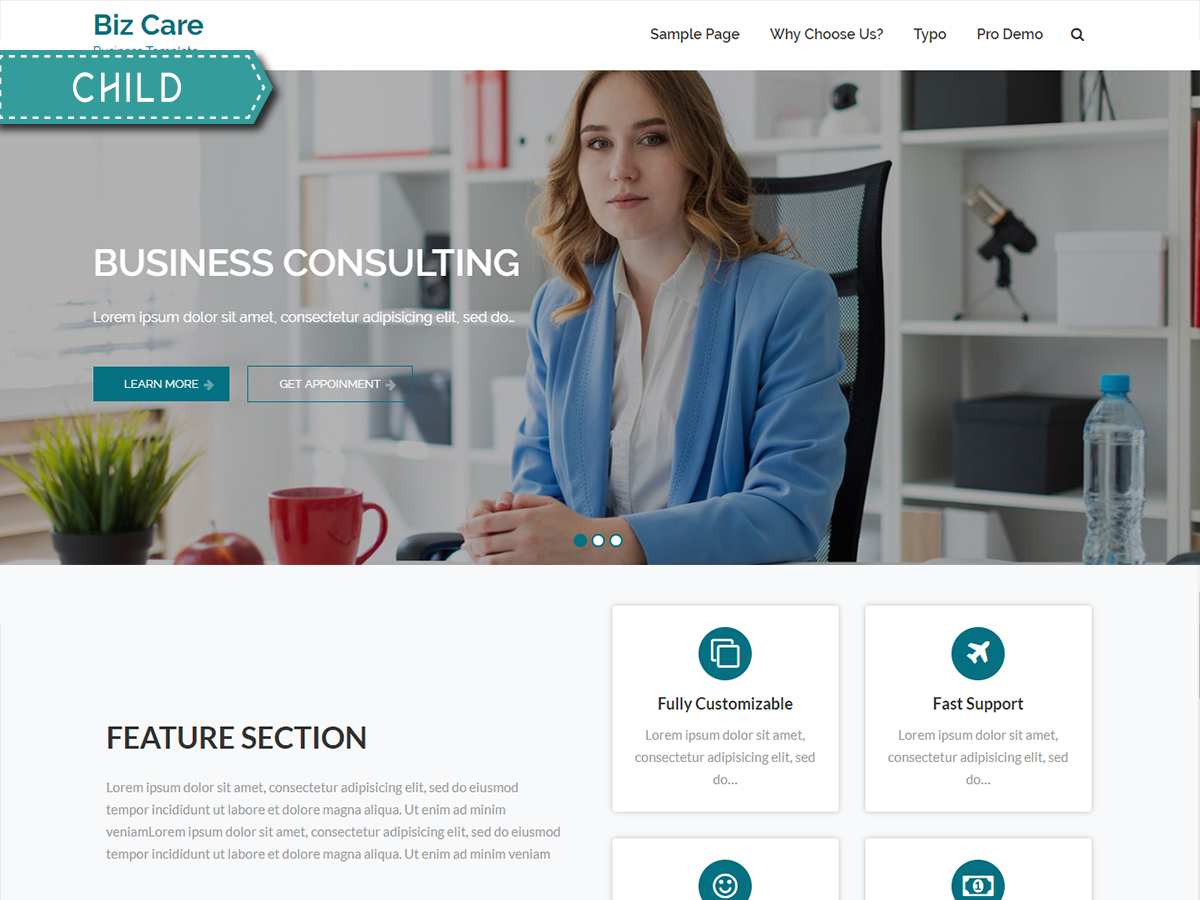 Biz Care
Business Template
Sample Page
Why Choose Us?
Typo
Pro Demo
CHILD
BUSINESS CONSULTING
Lorem ipsum dolor sit amet, consectetur adipisicing elit, sed do...
LEARN MORE
GET APPOINMENT
FEATURE SECTION
Lorem ipsum dolor sit amet, consectetur adipisicing elit, sed do eiusmod
tempor incididunt ut labore et dolore magna aliqua. Ut enim ad minim
veniamLorem ipsum dolor sit amet, consectetur adipisicing elit, sed do eiusmod
tempor incididunt ut labore et dolore magna aliqua. Ut enim ad minim veniam
Fully Customizable
Lorem ipsum dolor sit amet,
consectetur adipisicing elit, sed
do...
Fast Support
Lorem ipsum dolor sit amet,
consectetur adipisicing elit, sed
do...
1